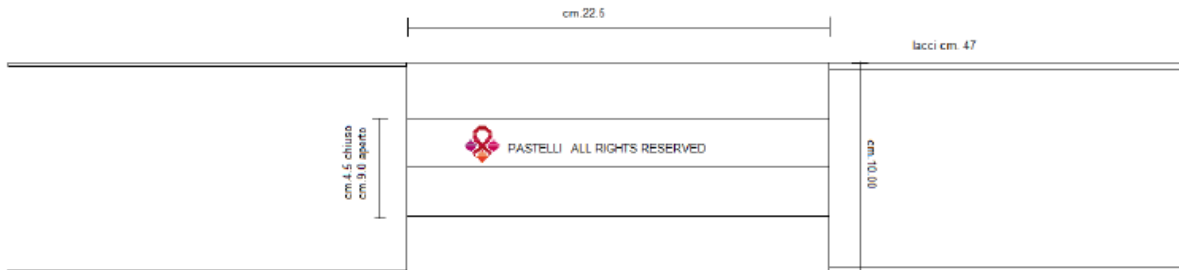 cm.22.5
lacci cm. 47
cm.4.5 chiuso
cm.9.0 aperto
PASTELLI ALL RIGHTS RESERVED
cm.10.00